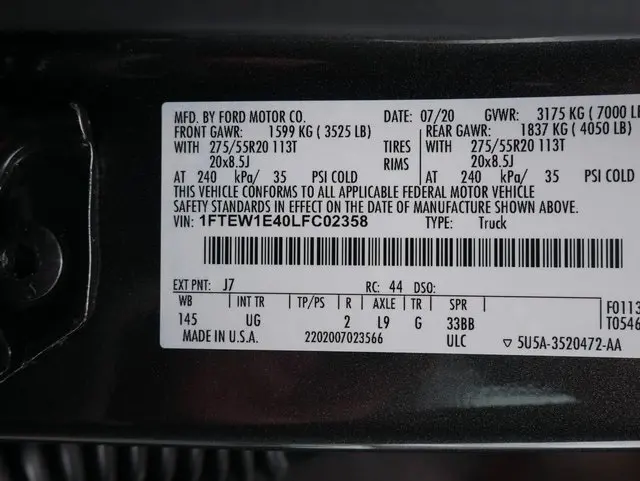 MFD. BY FORD MOTOR CO. DATE: 07/20 GVWR: 3175 KG ( 7000 L
FRONT GAWR: 1599 KG ( 3525 LB) REAR GAWR: 1837 KG ( 4050 LB)
WITH 275/55R20 113T TIRES WITH 275/55R20 113T
20x8.5J RIMS 20x8.5J
AT 240 kPa/ 35 PSI COLD AT 240 kPa/ 35 PSI COLD
THIS VEHICLE CONFORMS TO ALL APPLICABLE FEDERAL MOTOR VEHICLE
SAFETY STANDARDS IN EFFECT ON THE DATE OF MANUFACTURE SHOWN ABOVE.
VIN: 1FTEW1E40LFC02358 TYPE: Truck
EXT PNT: J7 RC: 44 DSO:
WB INT TR TP/PS R AXLE TR SPR F0113
145 UG 2 L9 G 33BB T0546
MADE IN U.S.A. 2202007023566 ULC ▽ 5U5A-3520472-AA